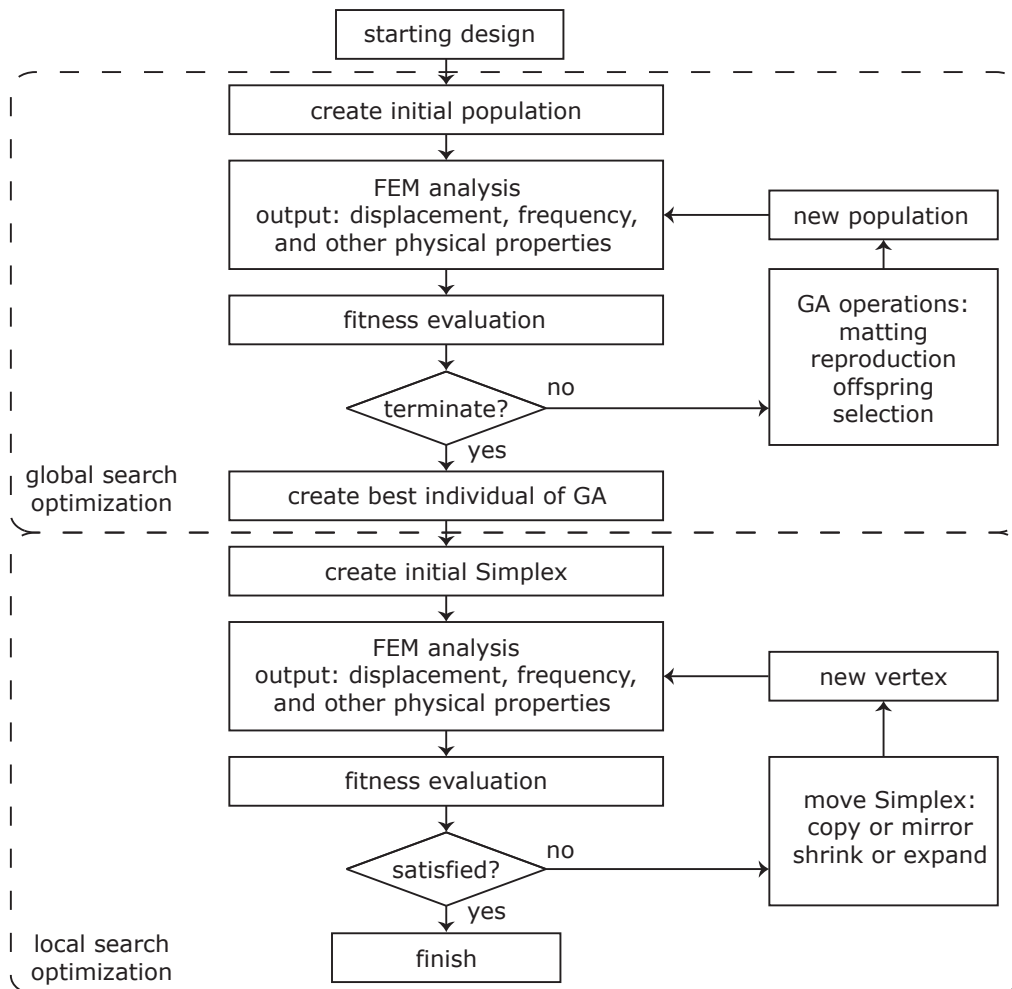 starting design
create initial population
FEM analysis
output: displacement, frequency,
and other physical properties
new population
fitness evaluation
GA operations:
matting
reproduction
offspring
selection
terminate?
no
yes
global search
optimization
create best individual of GA
create initial Simplex
FEM analysis
output: displacement, frequency,
and other physical properties
new vertex
fitness evaluation
move Simplex:
copy or mirror
shrink or expand
satisfied?
no
yes
local search
optimization
finish